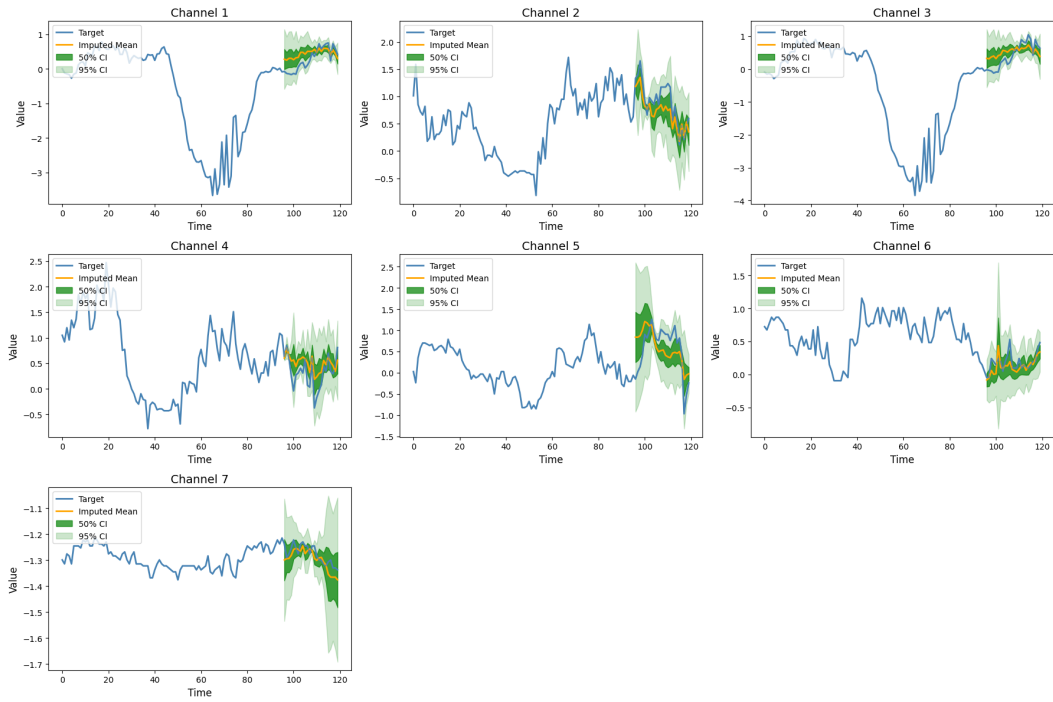 Channel 1
Target
Imputed Mean
50% CI
95% CI
Value
1
0
−1
−2
−3
0
20
40
60
80
100
120
Time
Channel 2
Target
Imputed Mean
50% CI
95% CI
Value
2.0
1.5
1.0
0.5
0.0
−0.5
0
20
40
60
80
100
120
Time
Channel 3
Target
Imputed Mean
50% CI
95% CI
Value
1
0
−1
−2
−3
−4
0
20
40
60
80
100
120
Time
Channel 4
Target
Imputed Mean
50% CI
95% CI
Value
2.5
2.0
1.5
1.0
0.5
0.0
−0.5
0
20
40
60
80
100
120
Time
Channel 5
Target
Imputed Mean
50% CI
95% CI
Value
2.5
2.0
1.5
1.0
0.5
0.0
−0.5
−1.0
−1.5
0
20
40
60
80
100
120
Time
Channel 6
Target
Imputed Mean
50% CI
95% CI
Value
1.5
1.0
0.5
0.0
−0.5
0
20
40
60
80
100
120
Time
Channel 7
Target
Imputed Mean
50% CI
95% CI
Value
−1.1
−1.2
−1.3
−1.4
−1.5
−1.6
−1.7
0
20
40
60
80
100
120
Time